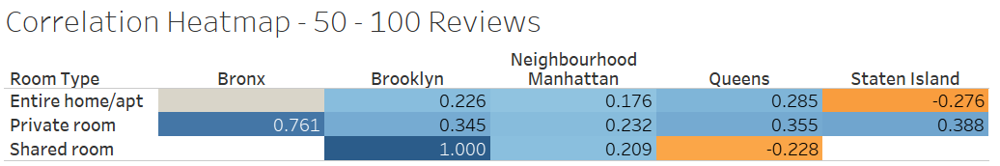 Correlation Heatmap - 50 - 100 Reviews
Neighbourhood
Room Type Bronx Brooklyn Manhattan Queens Staten Island
Entire home/apt 0.226 0.176 0.285 -0.276
Private room 0.761 0.345 0.232 0.355 0.388
Shared room 1.000 0.209 -0.228